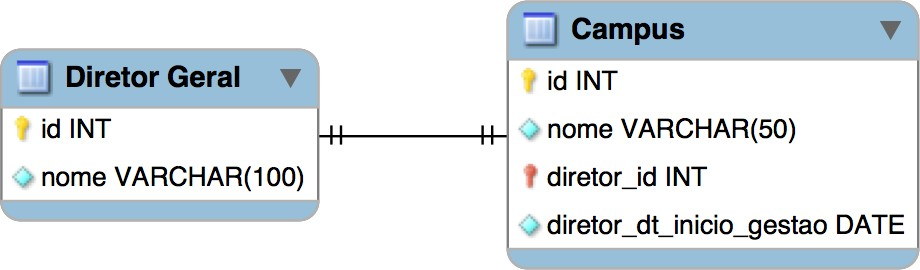 Diretor Geral
id INT
nome VARCHAR(100)
Campus
id INT
nome VARCHAR(50)
diretor_id INT
diretor_dt_inicio_gestao DATE